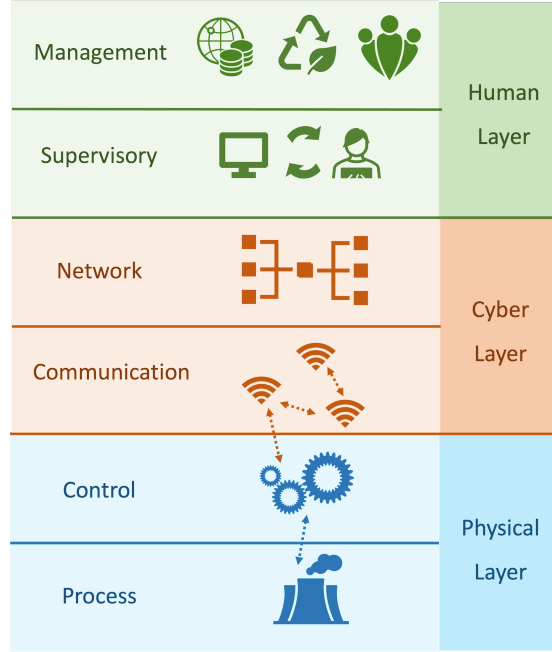 Management
Human
Layer
Supervisory
Network
Cyber
Layer
Communication
Control
Physical
Layer
Process